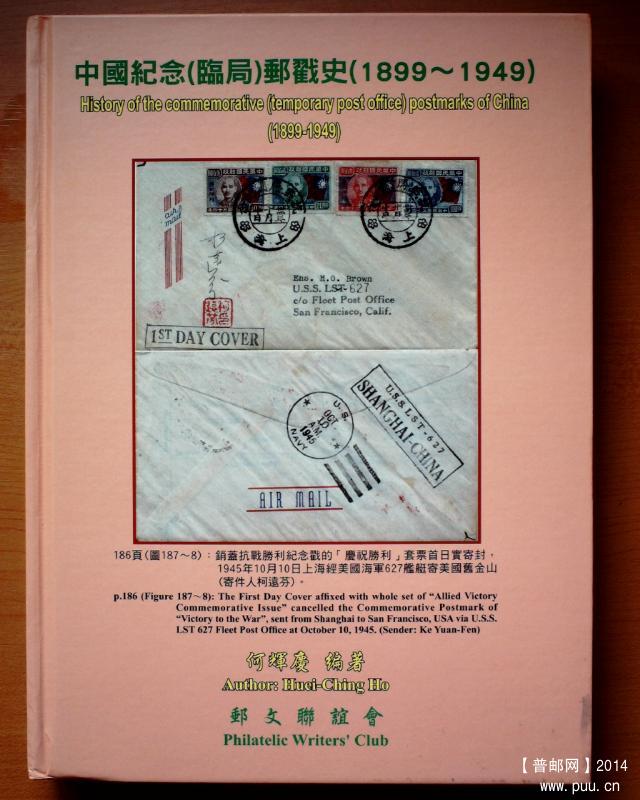 中國紀念(臨局)郵戳史(1899～1949)
History of the commemorative (temporary post office) postmarks of China
(1899-1949)
air mail
Ens. M.O. Brown
U.S.S. LST-627
c/o Fleet Post Office
San Francisco, Calif.
1ST DAY COVER
上海
U.S. NAVY
OCT
10
A.M.
1945
U.S.S. LST-627
SHANGHAI-CHINA
AIR MAIL
186頁(圖187～8)：銷蓋抗戰勝利紀念戳的「慶祝勝利」套票首日實寄封，
1945年10月10日上海經美國海軍627艦艇寄美國舊金山
(寄件人柯遠芬)。
p.186 (Figure 187～8): The First Day Cover affixed with whole set of “Allied Victory
Commemorative Issue” cancelled the Commemorative Postmark of
“Victory to the War”, sent from Shanghai to San Francisco, USA via U.S.S.
LST 627 Fleet Post Office at October 10, 1945. (Sender: Ke Yuan-Fen)
何輝慶 編著
Author: Huei-Ching Ho
郵文聯誼會
Philatelic Writers' Club
【普邮网】2014
www.puu.cn